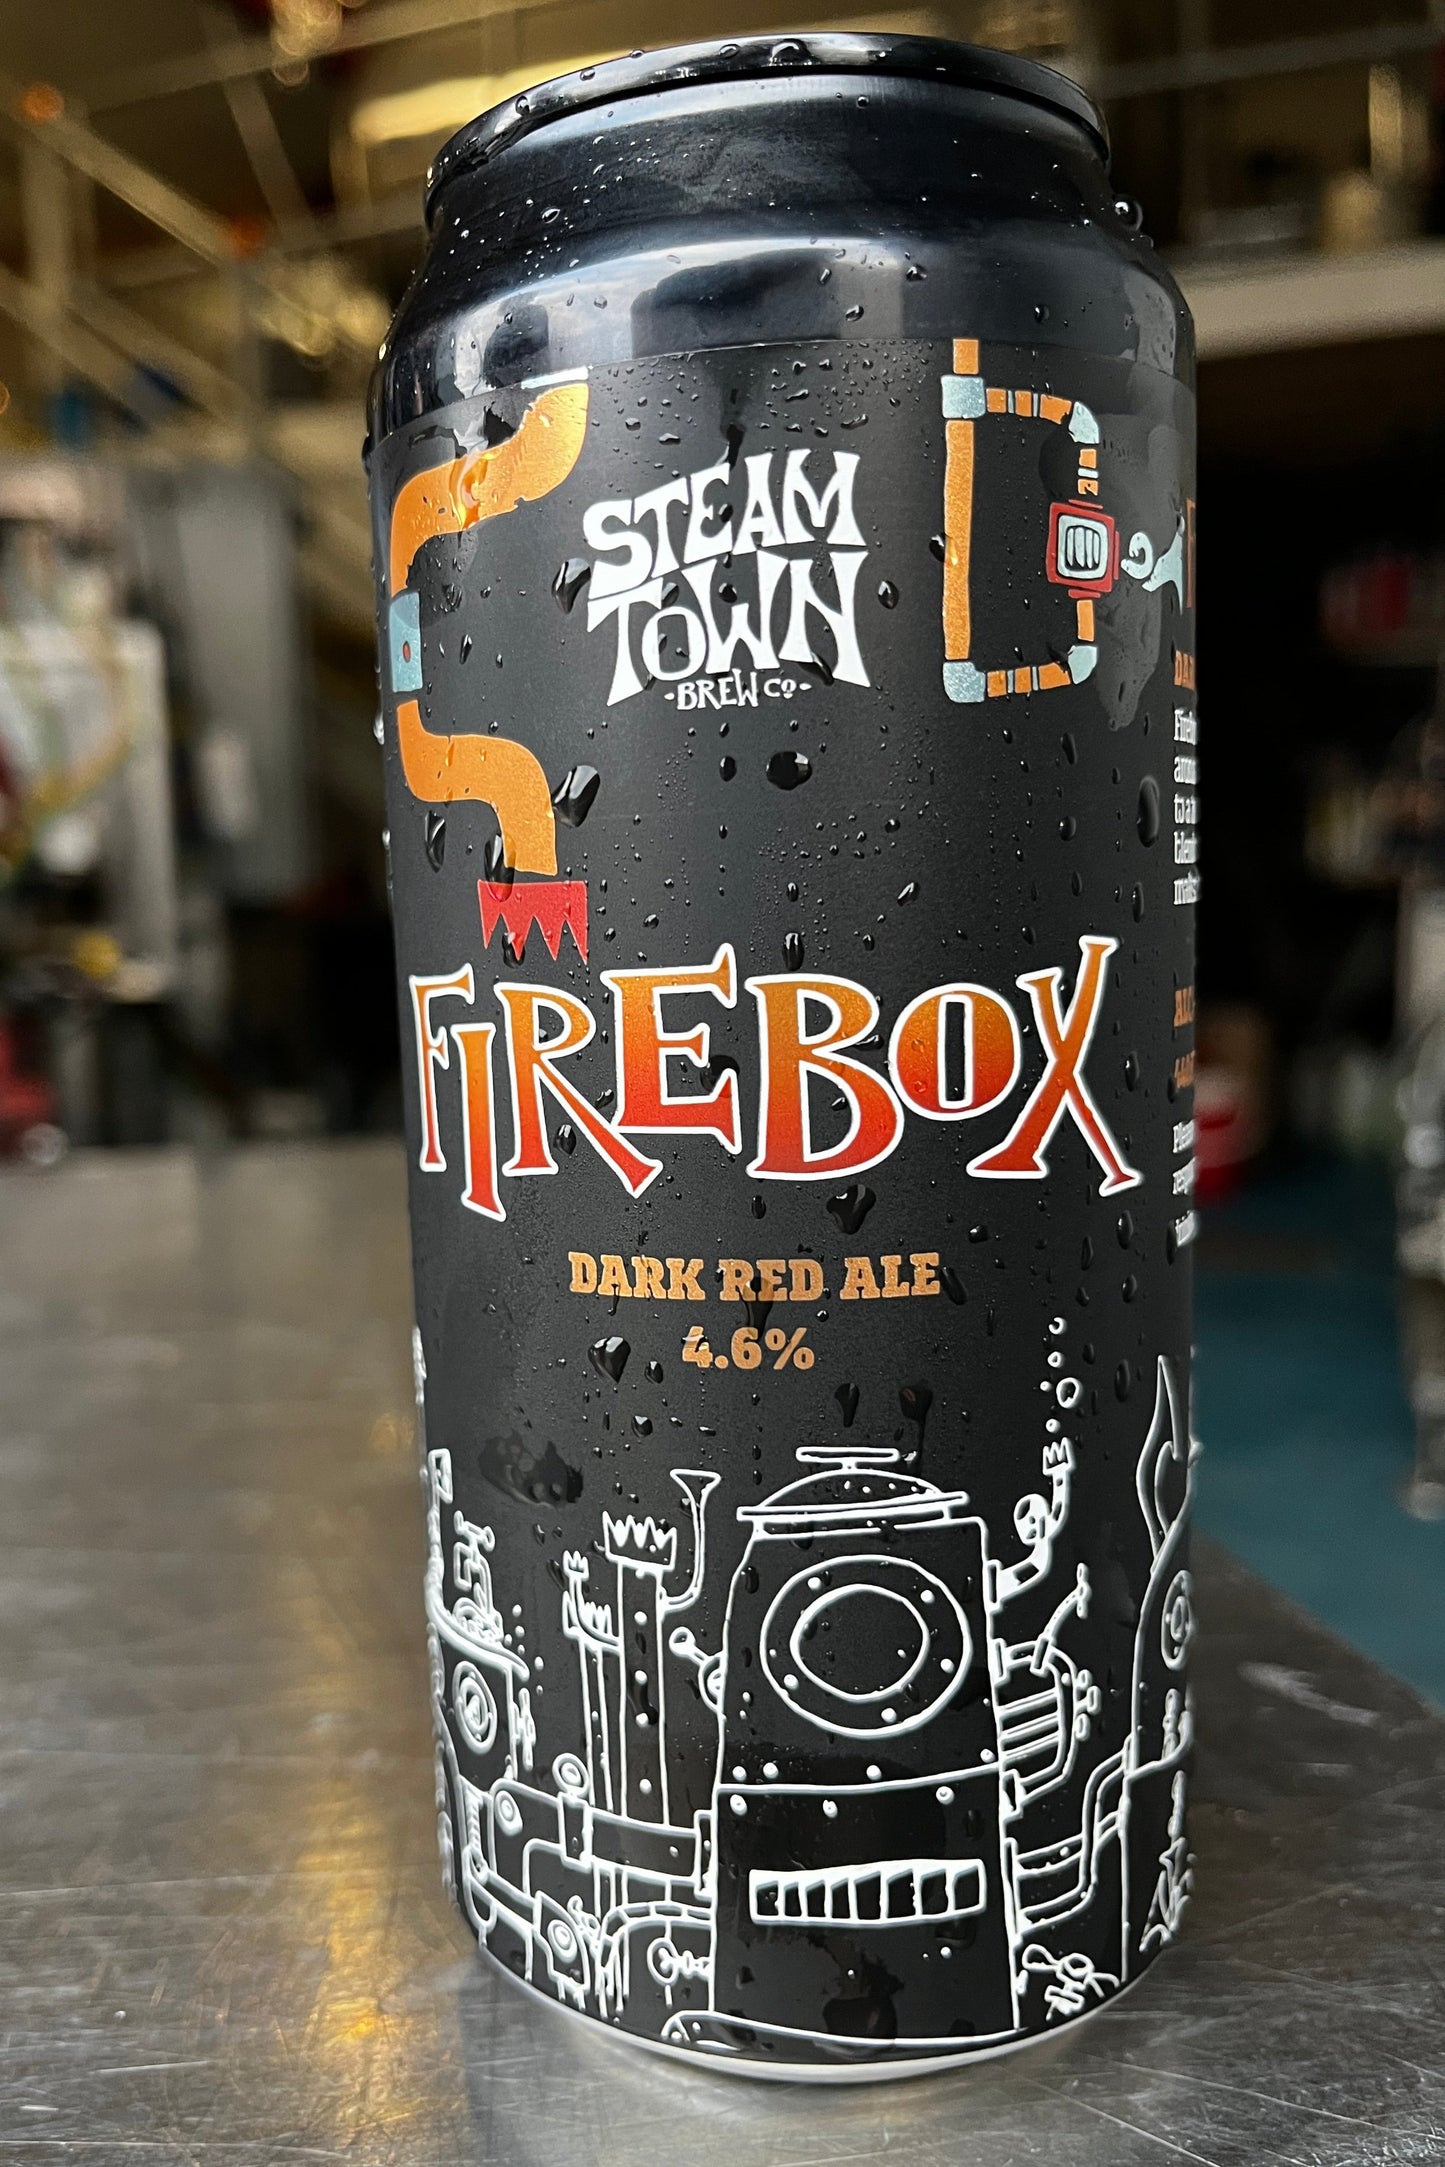 STEAM
TOWN
BREW CO
FIREBOX
DARK RED ALE
4.6%